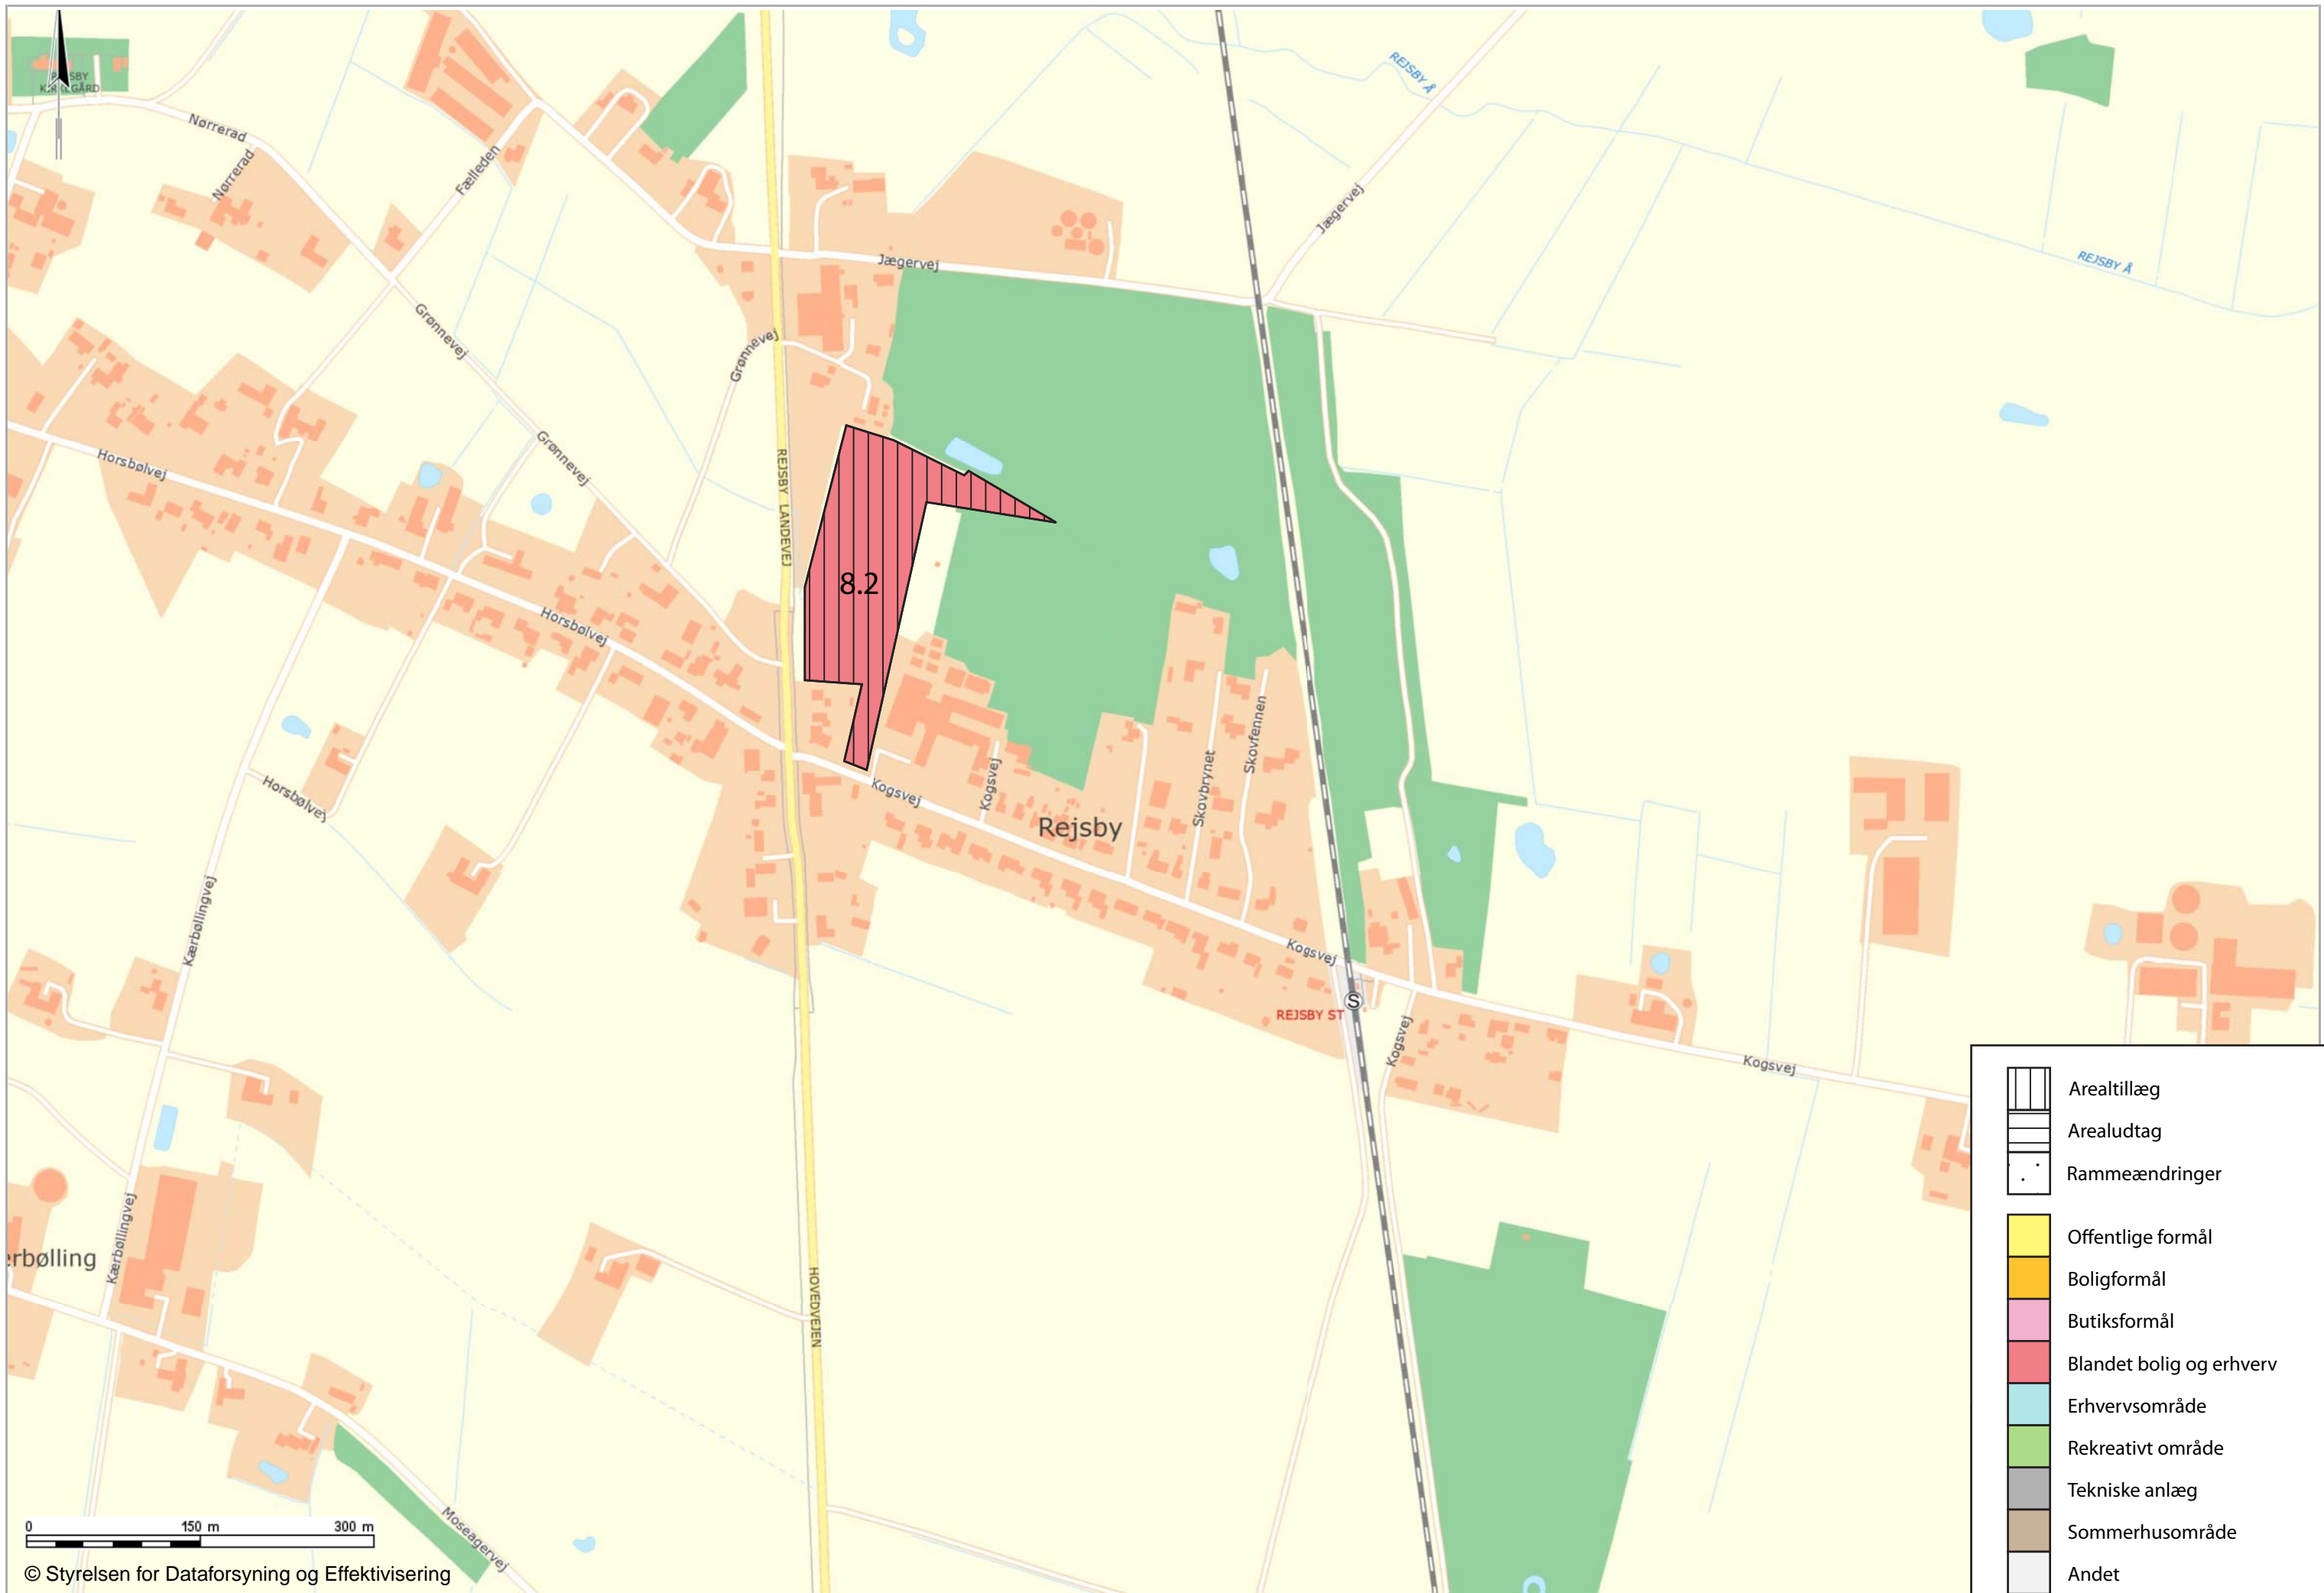 REJSBY Å
KIRKEGÅRD
Nørrerad
Nørrerad
Fælleden
Jægervej
Jægervej
REJSBY Å
Grønnevej
Grønnevej
Grønnevej
Horsbølvej
REJSBY LANDEVEJ
8.2
Horsbølvej
Skovfennen
Skovbrynet
Kogsvej
Kogsvej
Horsbølvej
Rejsby
Kærbøllingvej
Kogsvej
REJSBY ST
S
Kogsvej
Kogsvej
Kærbøllingvej
erbølling
HOVEDVEJEN
Moseagervej
0 150 m 300 m
© Styrelsen for Dataforsyning og Effektivisering
Arealtillæg
Arealudtag
Rammeændringer
Offentlige formål
Boligformål
Butiksformål
Blandet bolig og erhverv
Erhvervsområde
Rekreativt område
Tekniske anlæg
Sommerhusområde
Andet